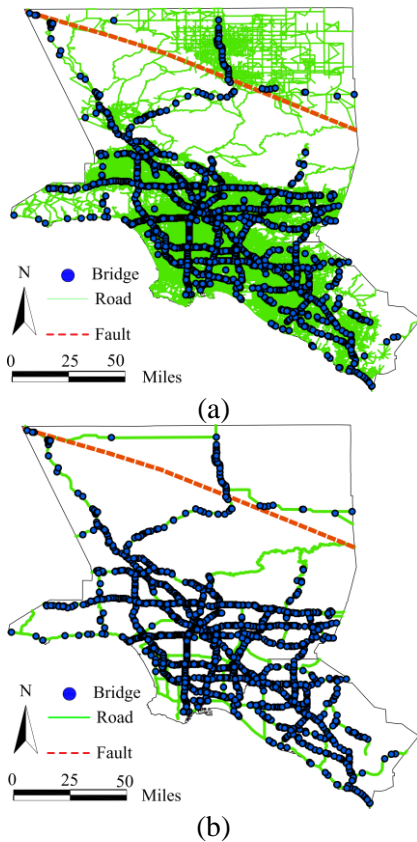 N
Bridge
Road
Fault
0 25 50
Miles
(a)
N
Bridge
Road
Fault
0 25 50
Miles
(b)